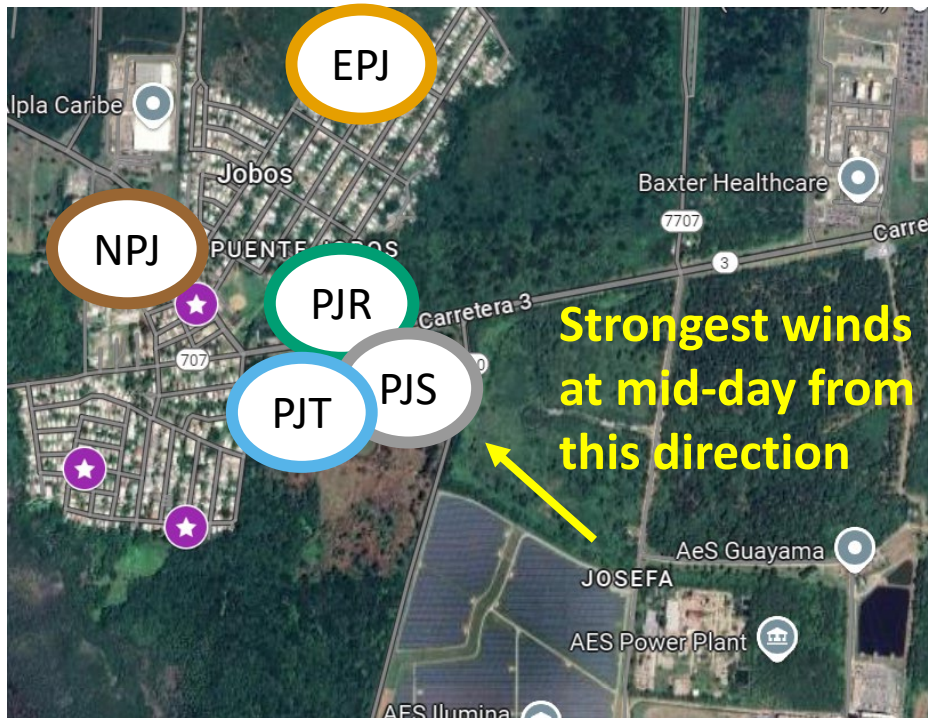 EPJ
Alpla Caribe
Jobos
Baxter Healthcare
7707
NPJ
PUENTE JOBOS
Carre
3
PJR
Carretera 3
Strongest winds
at mid-day from
this direction
707
PJS
PJT
AeS Guayama
JOSEFA
AES Power Plant
AES Ilumina